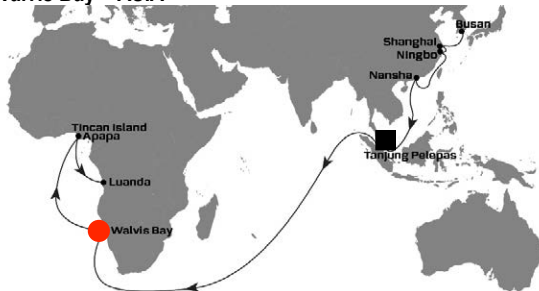 Busan
Shanghai
Ningbo
Nansha
Tincan Island
Apapa
Tanjung Pelepas
Luanda
Walvis Bay